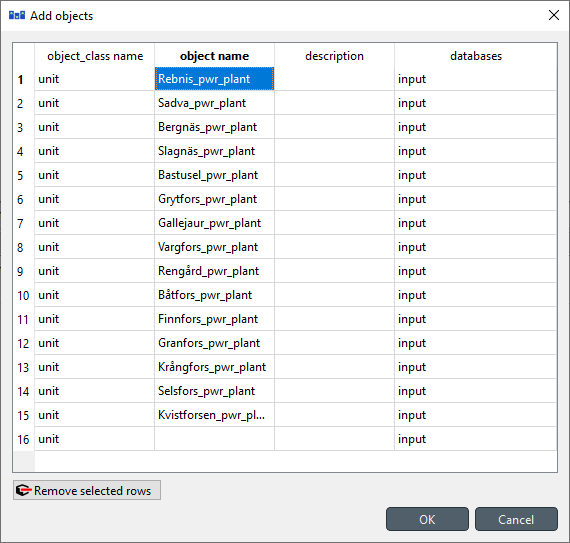 Add objects
object_class name object name description databases
1 unit Rebnis_pwr_plant input
2 unit Sadva_pwr_plant input
3 unit Bergnäs_pwr_plant input
4 unit Slagnäs_pwr_plant input
5 unit Bastusel_pwr_plant input
6 unit Grytfors_pwr_plant input
7 unit Gallejaur_pwr_plant input
8 unit Vargfors_pwr_plant input
9 unit Rengård_pwr_plant input
10 unit Båtfors_pwr_plant input
11 unit Finnfors_pwr_plant input
12 unit Granfors_pwr_plant input
13 unit Krångfors_pwr_plant input
14 unit Selsfors_pwr_plant input
15 unit Kvistforsen_pwr_pl... input
16 unit input
Remove selected rows
OK Cancel